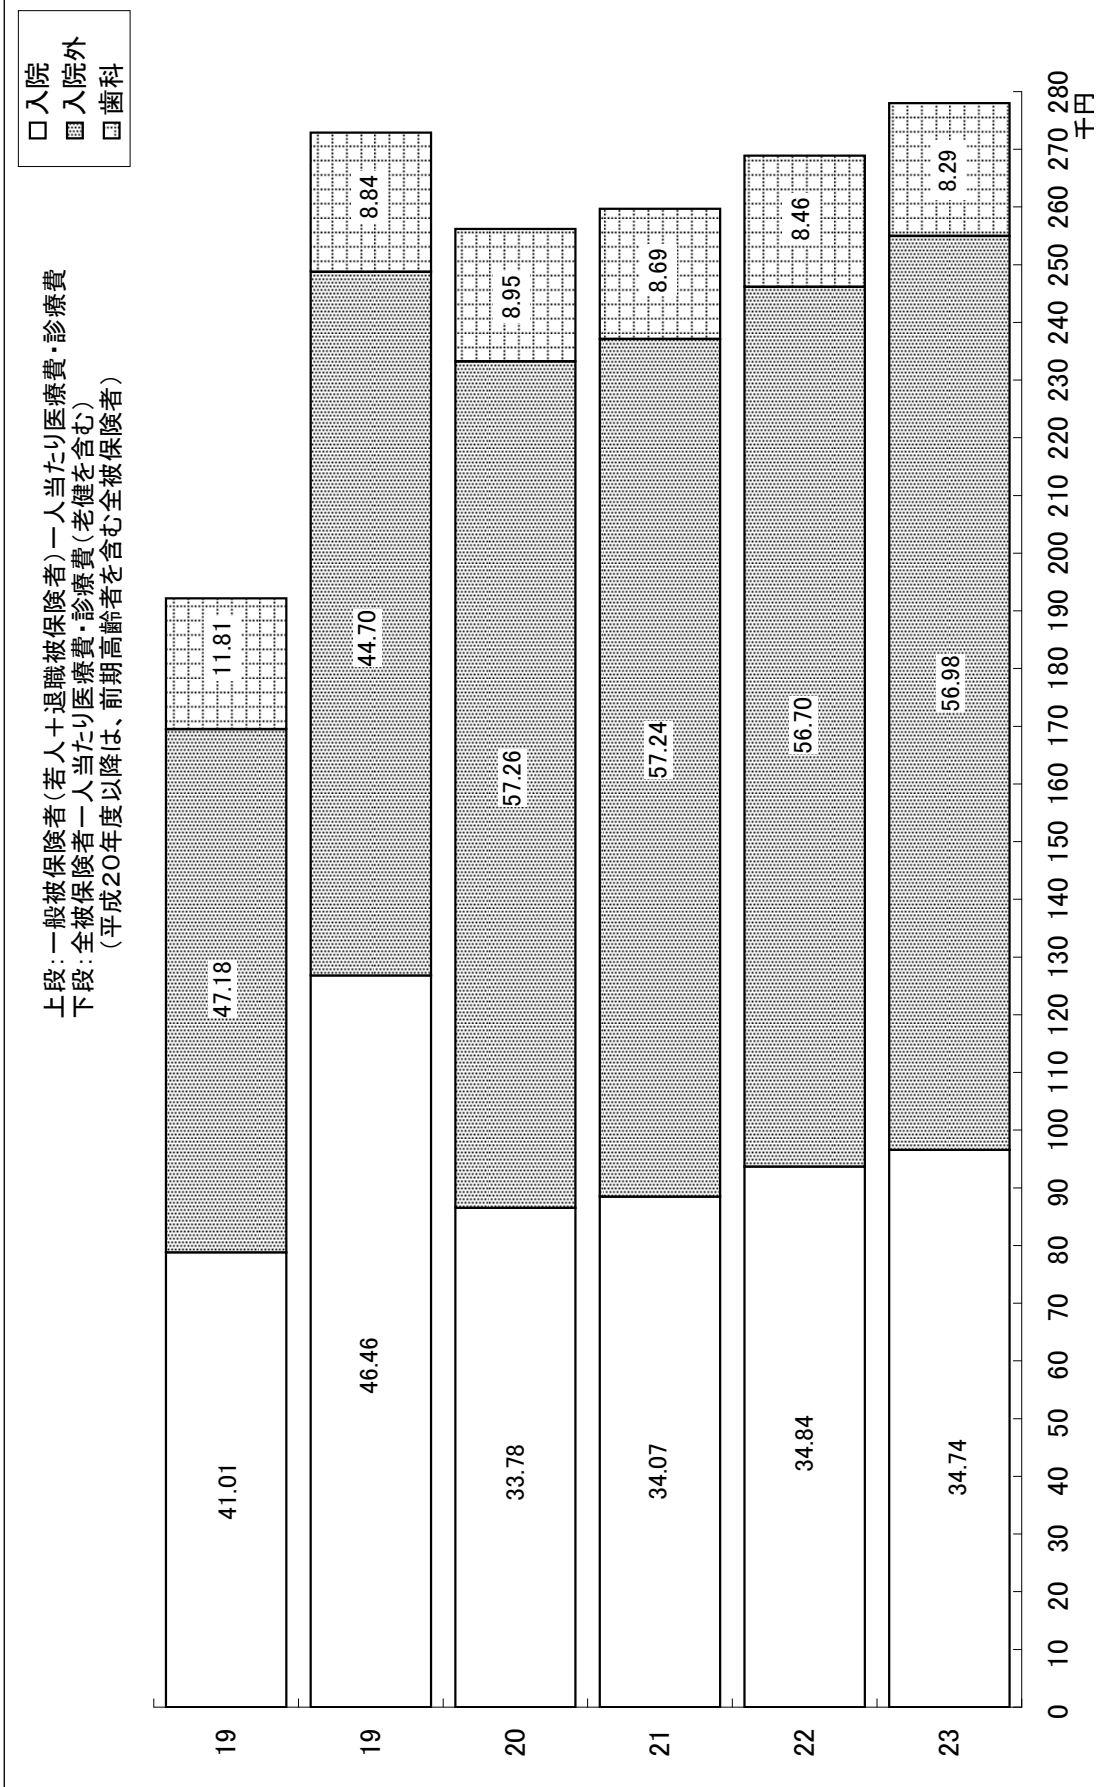 □入院
入院外
歯科
上段:一般被保険者(若人+退職被保険者)一人当たり医療費・診療費
下段:全被保険者一人当たり医療費・診療費(老健を含む)
(平成20年度以降は、前期高齢者を含む全被保険者)
19 41.01 47.18 11.81
19 46.46 44.70 8.84
20 33.78 57.26 8.95
21 34.07 57.24 8.69
22 34.84 56.70 8.46
23 34.74 56.98 8.29
0 10 20 30 40 50 60 70 80 90 100 110 120 130 140 150 160 170 180 190 200 210 220 230 240 250 260 270 280
千円